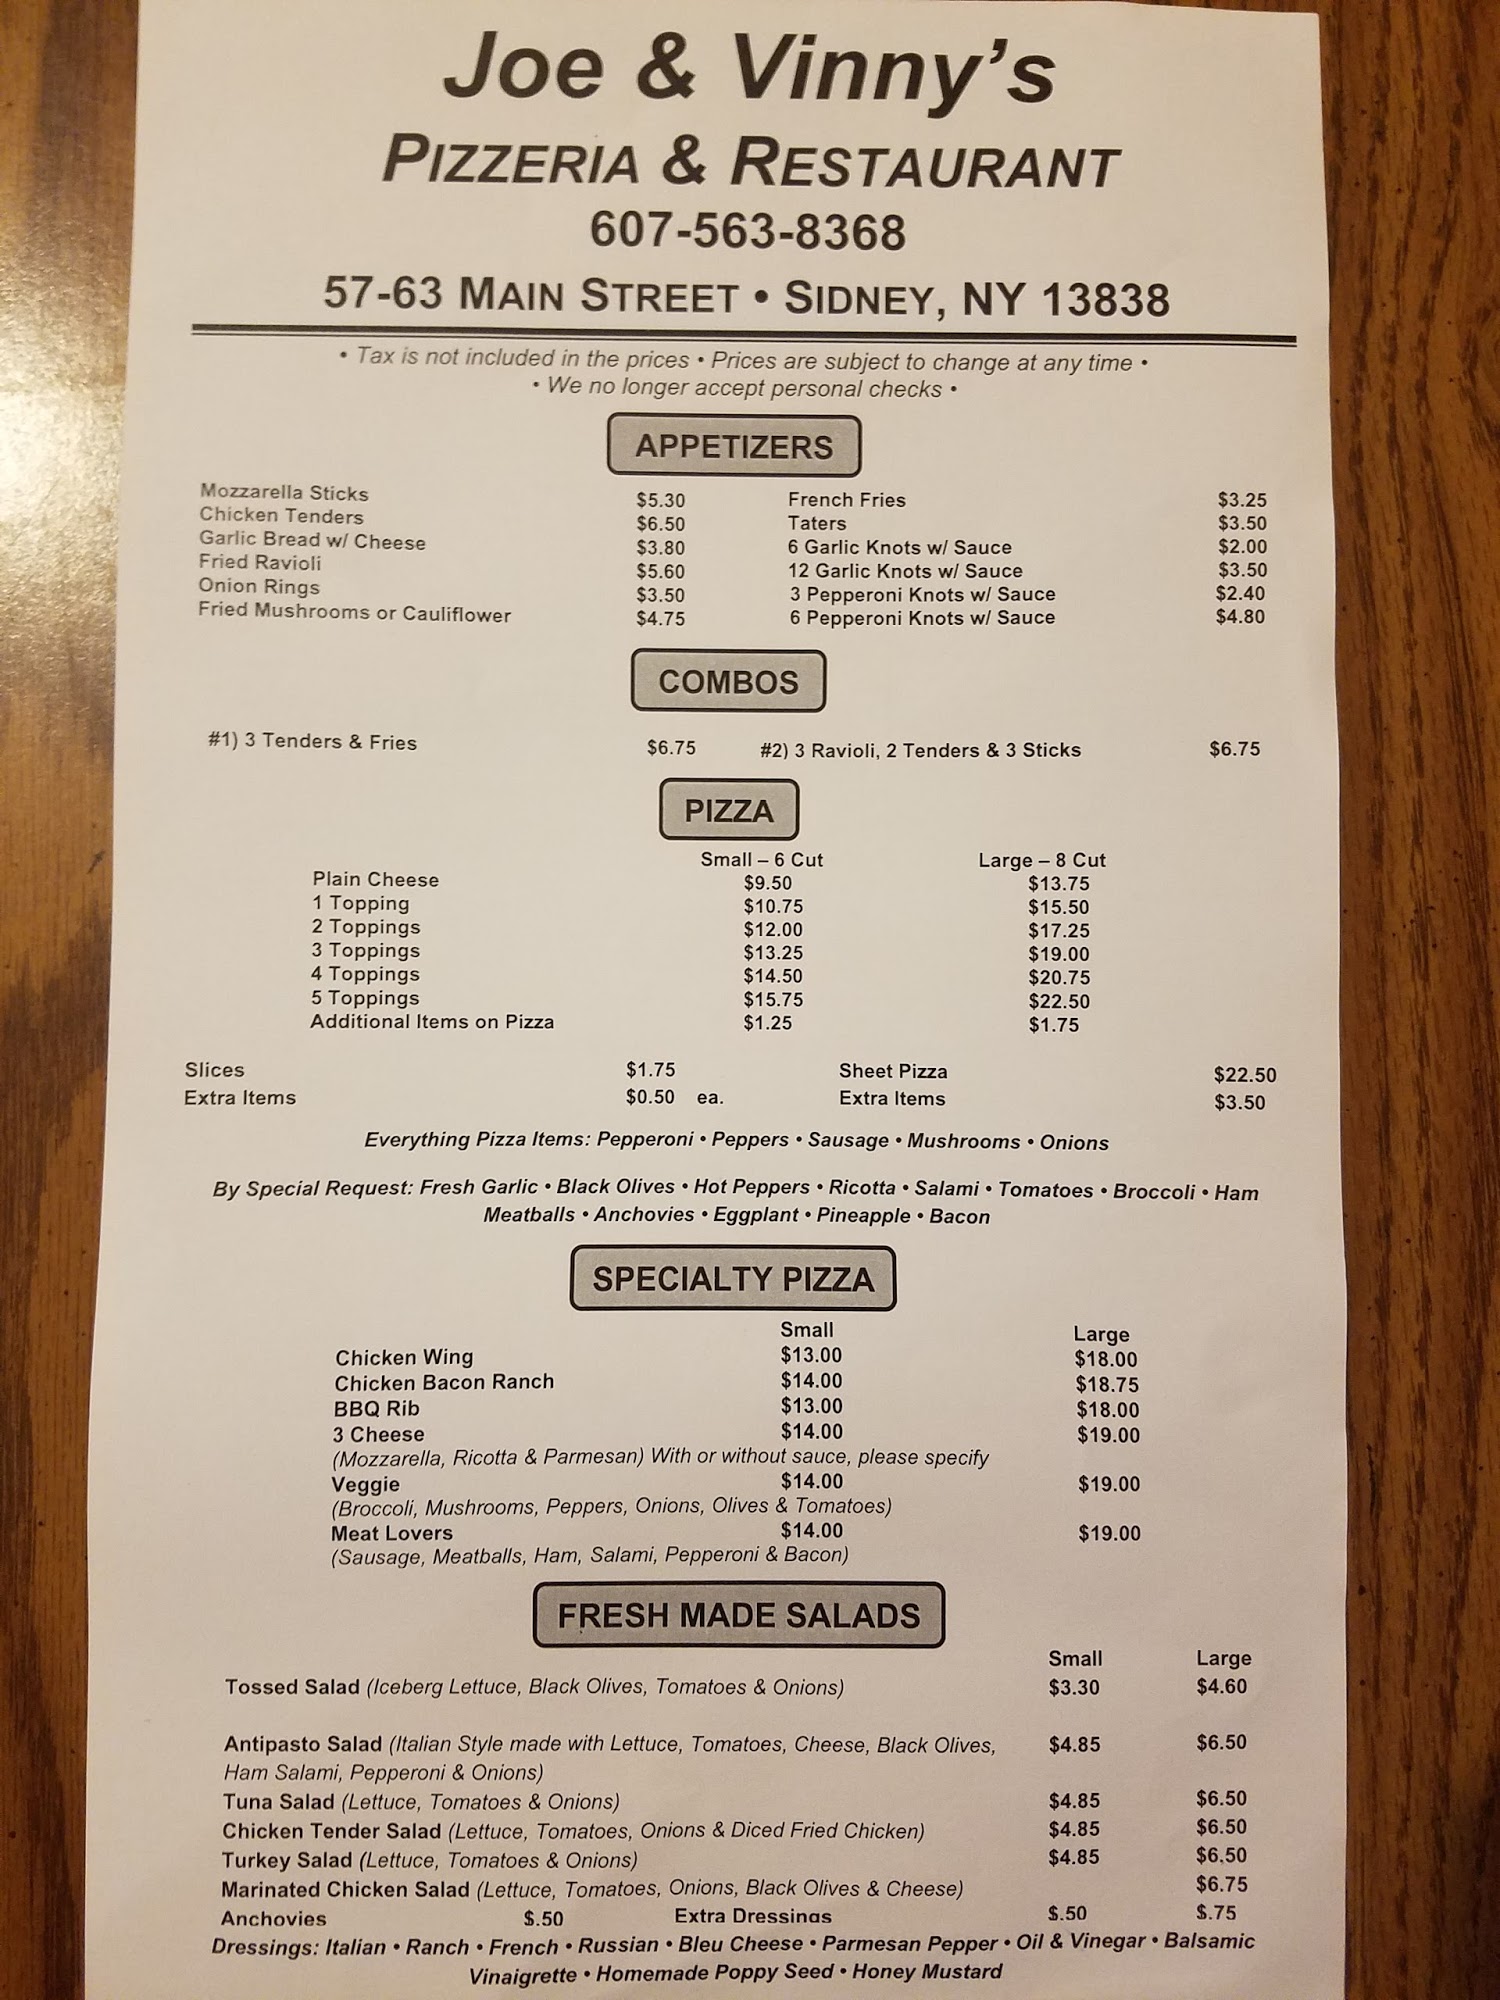 Joe & Vinny's
PIZZERIA & RESTAURANT
607-563-8368
57-63 MAIN STREET • SIDNEY, NY 13838
• Tax is not included in the prices • Prices are subject to change at any time •
• We no longer accept personal checks •
APPETIZERS
Mozzarella Sticks $5.30 French Fries $3.25
Chicken Tenders $6.50 Taters $3.50
Garlic Bread w/ Cheese $3.80 6 Garlic Knots w/ Sauce $2.00
Fried Ravioli $5.60 12 Garlic Knots w/ Sauce $3.50
Onion Rings $3.50 3 Pepperoni Knots w/ Sauce $2.40
Fried Mushrooms or Cauliflower $4.75 6 Pepperoni Knots w/ Sauce $4.80
COMBOS
#1) 3 Tenders & Fries $6.75 #2) 3 Ravioli, 2 Tenders & 3 Sticks $6.75
PIZZA
Small – 6 Cut Large – 8 Cut
Plain Cheese $9.50 $13.75
1 Topping $10.75 $15.50
2 Toppings $12.00 $17.25
3 Toppings $13.25 $19.00
4 Toppings $14.50 $20.75
5 Toppings $15.75 $22.50
Additional Items on Pizza $1.25 $1.75
Slices $1.75 Sheet Pizza $22.50
Extra Items $0.50 ea. Extra Items $3.50
Everything Pizza Items: Pepperoni • Peppers • Sausage • Mushrooms • Onions
By Special Request: Fresh Garlic • Black Olives • Hot Peppers • Ricotta • Salami • Tomatoes • Broccoli • Ham
Meatballs • Anchovies • Eggplant • Pineapple • Bacon
SPECIALTY PIZZA
Small Large
Chicken Wing $13.00 $18.00
Chicken Bacon Ranch $14.00 $18.75
BBQ Rib $13.00 $18.00
3 Cheese $14.00 $19.00
(Mozzarella, Ricotta & Parmesan) With or without sauce, please specify
Veggie $14.00 $19.00
(Broccoli, Mushrooms, Peppers, Onions, Olives & Tomatoes)
Meat Lovers $14.00 $19.00
(Sausage, Meatballs, Ham, Salami, Pepperoni & Bacon)
FRESH MADE SALADS
Small Large
Tossed Salad (Iceberg Lettuce, Black Olives, Tomatoes & Onions) $3.30 $4.60
Antipasto Salad (Italian Style made with Lettuce, Tomatoes, Cheese, Black Olives, $4.85 $6.50
Ham Salami, Pepperoni & Onions)
Tuna Salad (Lettuce, Tomatoes & Onions) $4.85 $6.50
Chicken Tender Salad (Lettuce, Tomatoes, Onions & Diced Fried Chicken) $4.85 $6.50
Turkey Salad (Lettuce, Tomatoes & Onions) $4.85 $6.50
Marinated Chicken Salad (Lettuce, Tomatoes, Onions, Black Olives & Cheese) $6.75
Anchovies $.50 Extra Dressings $.50 $.75
Dressings: Italian • Ranch • French • Russian • Bleu Cheese • Parmesan Pepper • Oil & Vinegar • Balsamic
Vinaigrette • Homemade Poppy Seed • Honey Mustard